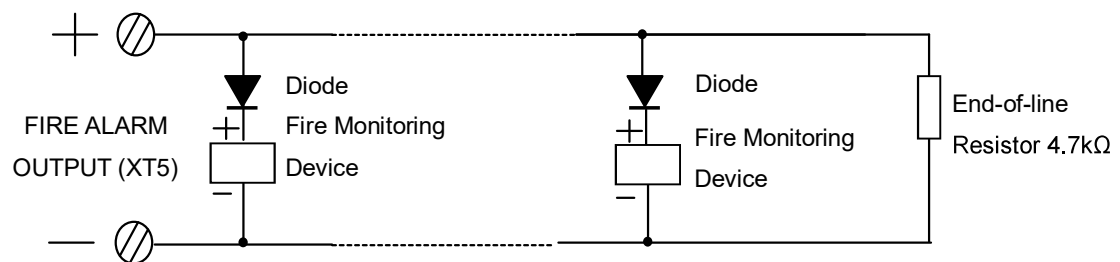 +
Diode
Diode
FIRE ALARM
OUTPUT (XT5)
+
Fire Monitoring
Device
−
+
Fire Monitoring
Device
−
End-of-line
Resistor 4.7kΩ
−